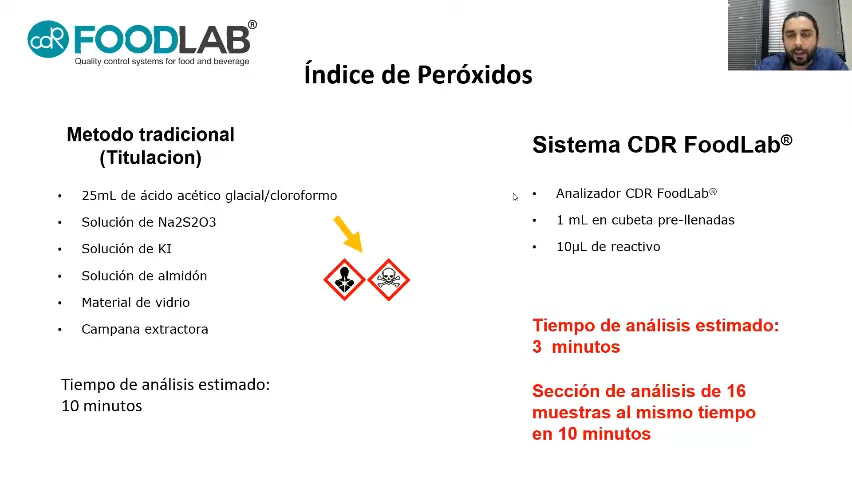 cdR FOODLAB®
Quality control systems for food and beverage
Índice de Peróxidos
Metodo tradicional
(Titulacion)
• 25mL de ácido acético glacial/cloroformo
• Solución de Na2S2O3
• Solución de KI
• Solución de almidón
• Material de vidrio
• Campana extractora
Tiempo de análisis estimado:
10 minutos
Sistema CDR FoodLab®
• Analizador CDR FoodLab®
• 1 mL en cubeta pre-llenadas
• 10µL de reactivo
Tiempo de análisis estimado:
3 minutos
Sección de análisis de 16
muestras al mismo tiempo
en 10 minutos